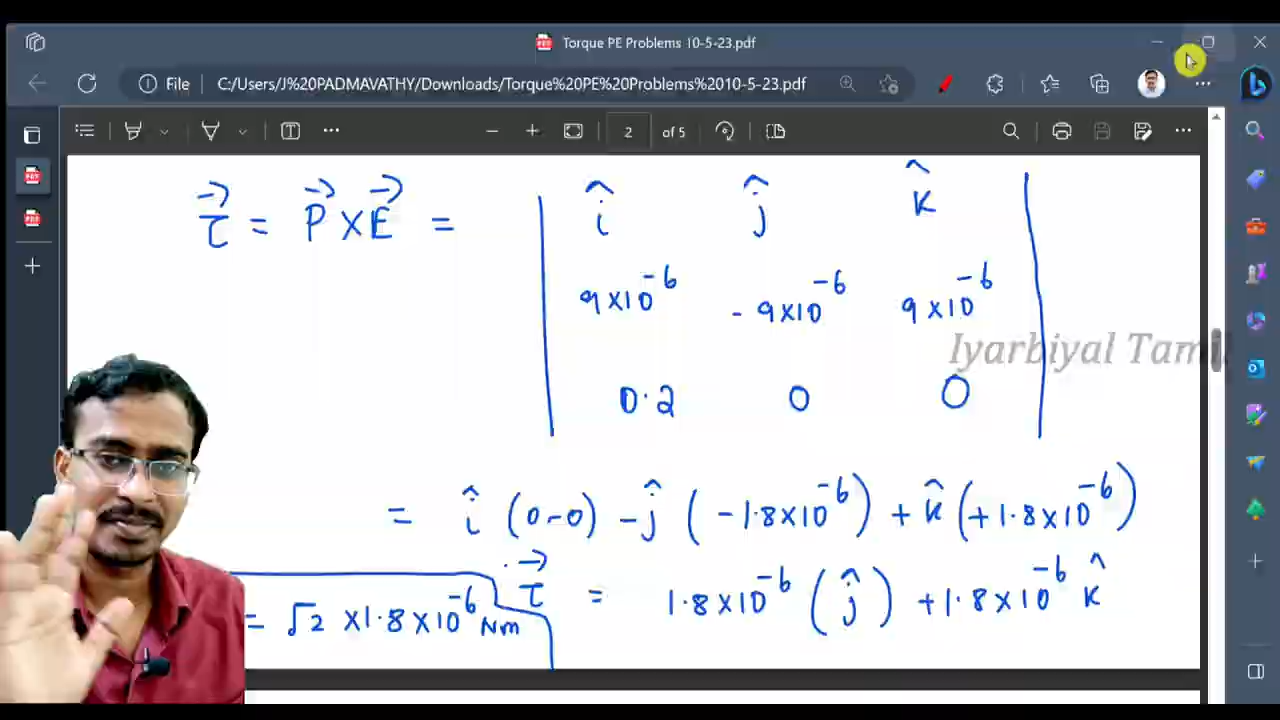 Torque PE Problems 10-5-23.pdf
File C:/Users/J%20PADMAVATHY/Downloads/Torque%20PE%20Problems%2010-5-23.pdf
2 of 5
î ĵ k̂
τ⃗ = P⃗ × E⃗ = 9×10⁻⁶ - 9×10⁻⁶ 9×10⁻⁶
Iyarbiyal Tamil
0.2 0 0
= î (0-0) - ĵ (-1.8×10⁻⁶) + k̂ (+1.8×10⁻⁶)
τ⃗ = 1.8×10⁻⁶ (ĵ) + 1.8×10⁻⁶ k̂
= √2 ×1.8×10⁻⁶ Nm